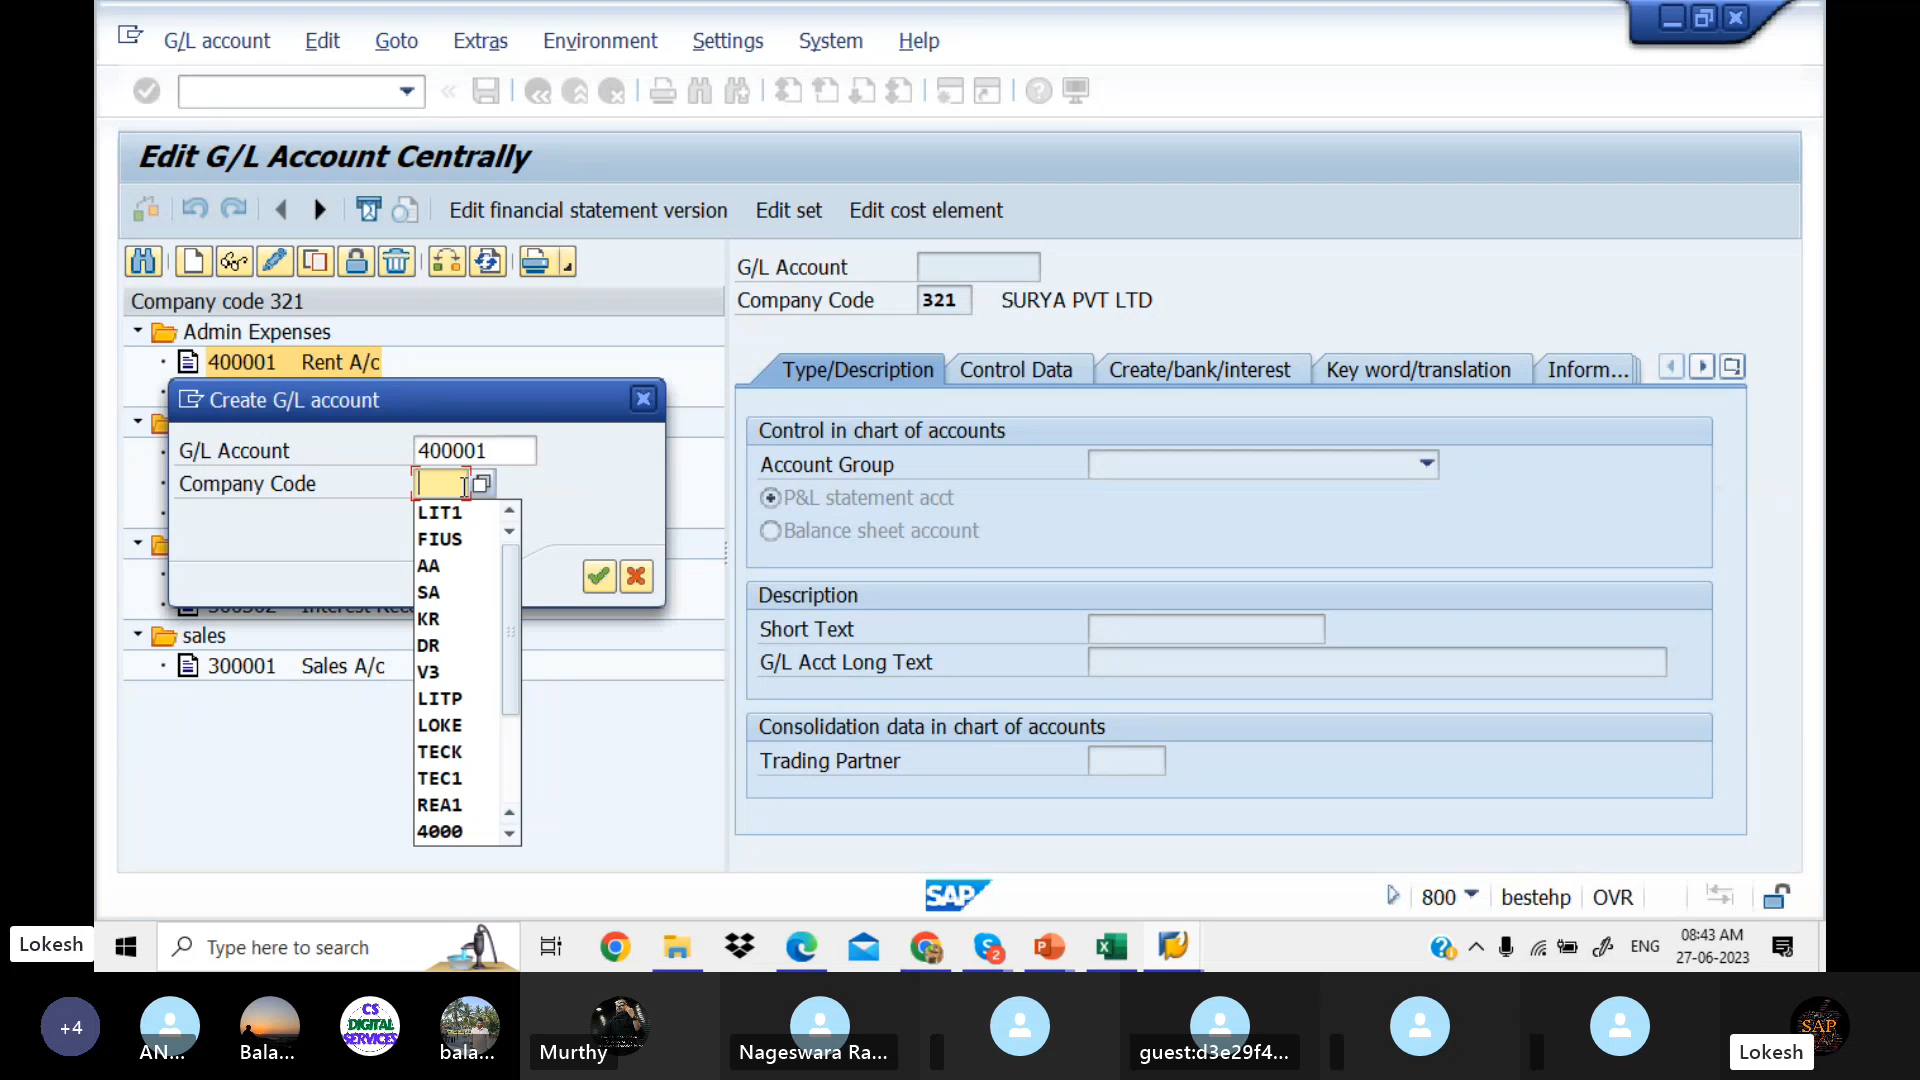 G/L account Edit Goto Extras Environment Settings System Help
Edit G/L Account Centrally
Edit financial statement version Edit set Edit cost element
Company code 321
Admin Expenses
400001 Rent A/c
Create G/L account
G/L Account 400001
Company Code
LIT1
FIUS
AA
SA
KR
DR
V3
LITP
LOKE
TECK
TEC1
REA1
4000
sales
300001 Sales A/c
G/L Account
Company Code 321 SURYA PVT LTD
Type/Description Control Data Create/bank/interest Key word/translation Inform...
Control in chart of accounts
Account Group
P&L statement acct
Balance sheet account
Description
Short Text
G/L Acct Long Text
Consolidation data in chart of accounts
Trading Partner
SAP
800 bestehp OVR
Lokesh
Type here to search
2
ENG
08:43 AM
27-06-2023
+4
AN...
Bala...
CS
DIGITAL
SERVICES
bala...
Murthy
Nageswara Ra...
guest:d3e29f4...
SAP
Lokesh